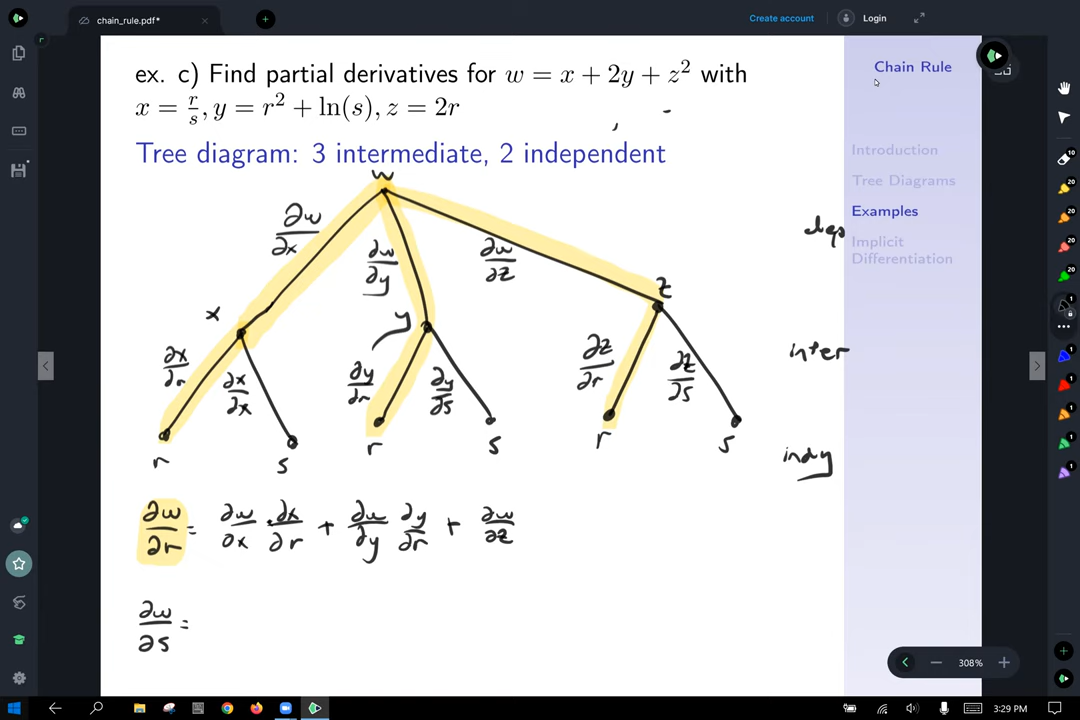 chain_rule.pdf*
Create account
Login
ex. c) Find partial derivatives for w = x + 2y + z² with
x = r/s, y = r² + ln(s), z = 2r
Tree diagram: 3 intermediate, 2 independent
w
∂w/∂x
∂w/∂y
∂w/∂z
x
y
z
∂x/∂r
∂x/∂x
∂y/∂r
∂y/∂s
∂z/∂r
∂z/∂s
r
s
r
s
r
s
dep
inter
indy
∂w/∂r = ∂w/∂x · ∂x/∂r + ∂w/∂y ∂y/∂r + ∂w/∂z
∂w/∂s =
Chain Rule
Introduction
Tree Diagrams
Examples
Implicit
Differentiation
308%
3:29 PM